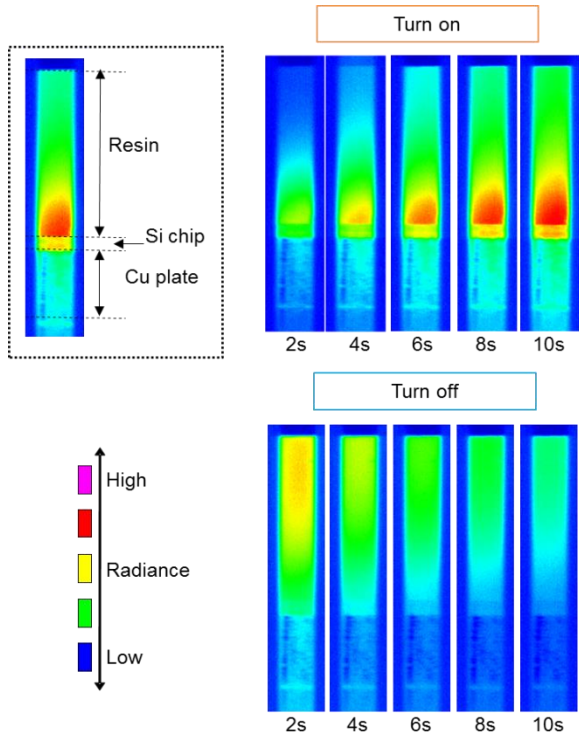 Turn on
Resin
Si chip
Cu plate
2s 4s 6s 8s 10s
Turn off
High
Radiance
Low
2s 4s 6s 8s 10s